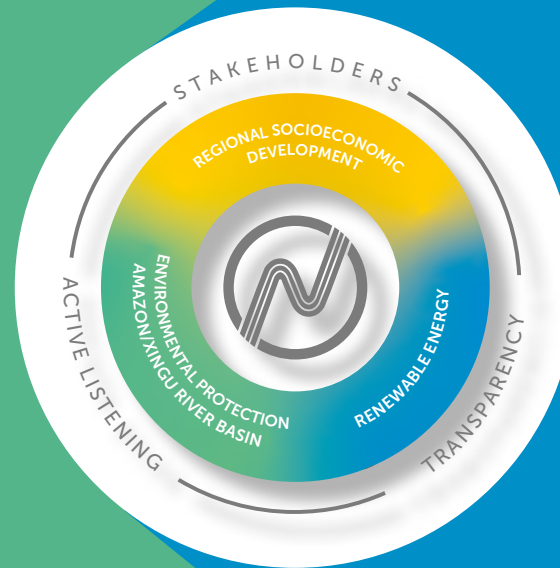 STAKEHOLDERS
REGIONAL SOCIOECONOMIC
DEVELOPMENT
ENVIRONMENTAL PROTECTION
AMAZON/XINGU RIVER BASIN
RENEWABLE ENERGY
ACTIVE LISTENING
TRANSPARENCY